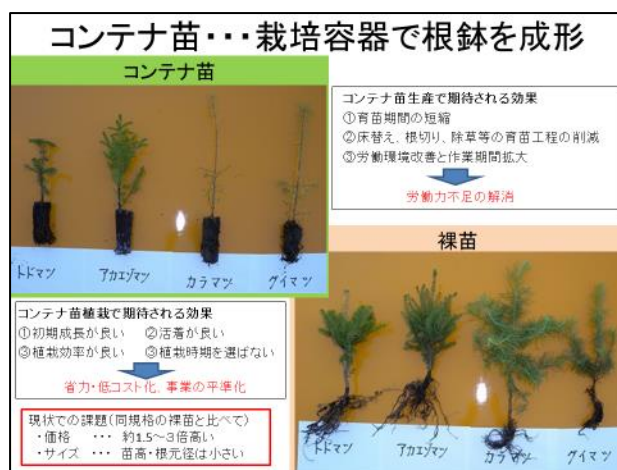 コンテナ苗・・・栽培容器で根鉢を成形
コンテナ苗
トドマツ
アカエゾマツ
カラマツ
グイマツ
コンテナ苗生産で期待される効果
①育苗期間の短縮
②床替え、根切り、除草等の育苗工程の削減
③労働環境改善と作業期間拡大
労働力不足の解消
コンテナ苗植栽で期待される効果
①初期成長が良い ②活着が良い
③植栽効率が良い ③植栽時期を選ばない
省力・低コスト化、事業の平準化
現状での課題(同規格の裸苗と比べて)
・価格 ・・・ 約1.5~3倍高い
・サイズ ・・・ 苗高・根元径は小さい
裸苗
トドマツ
アカエゾマツ
カラマツ
グイマツ